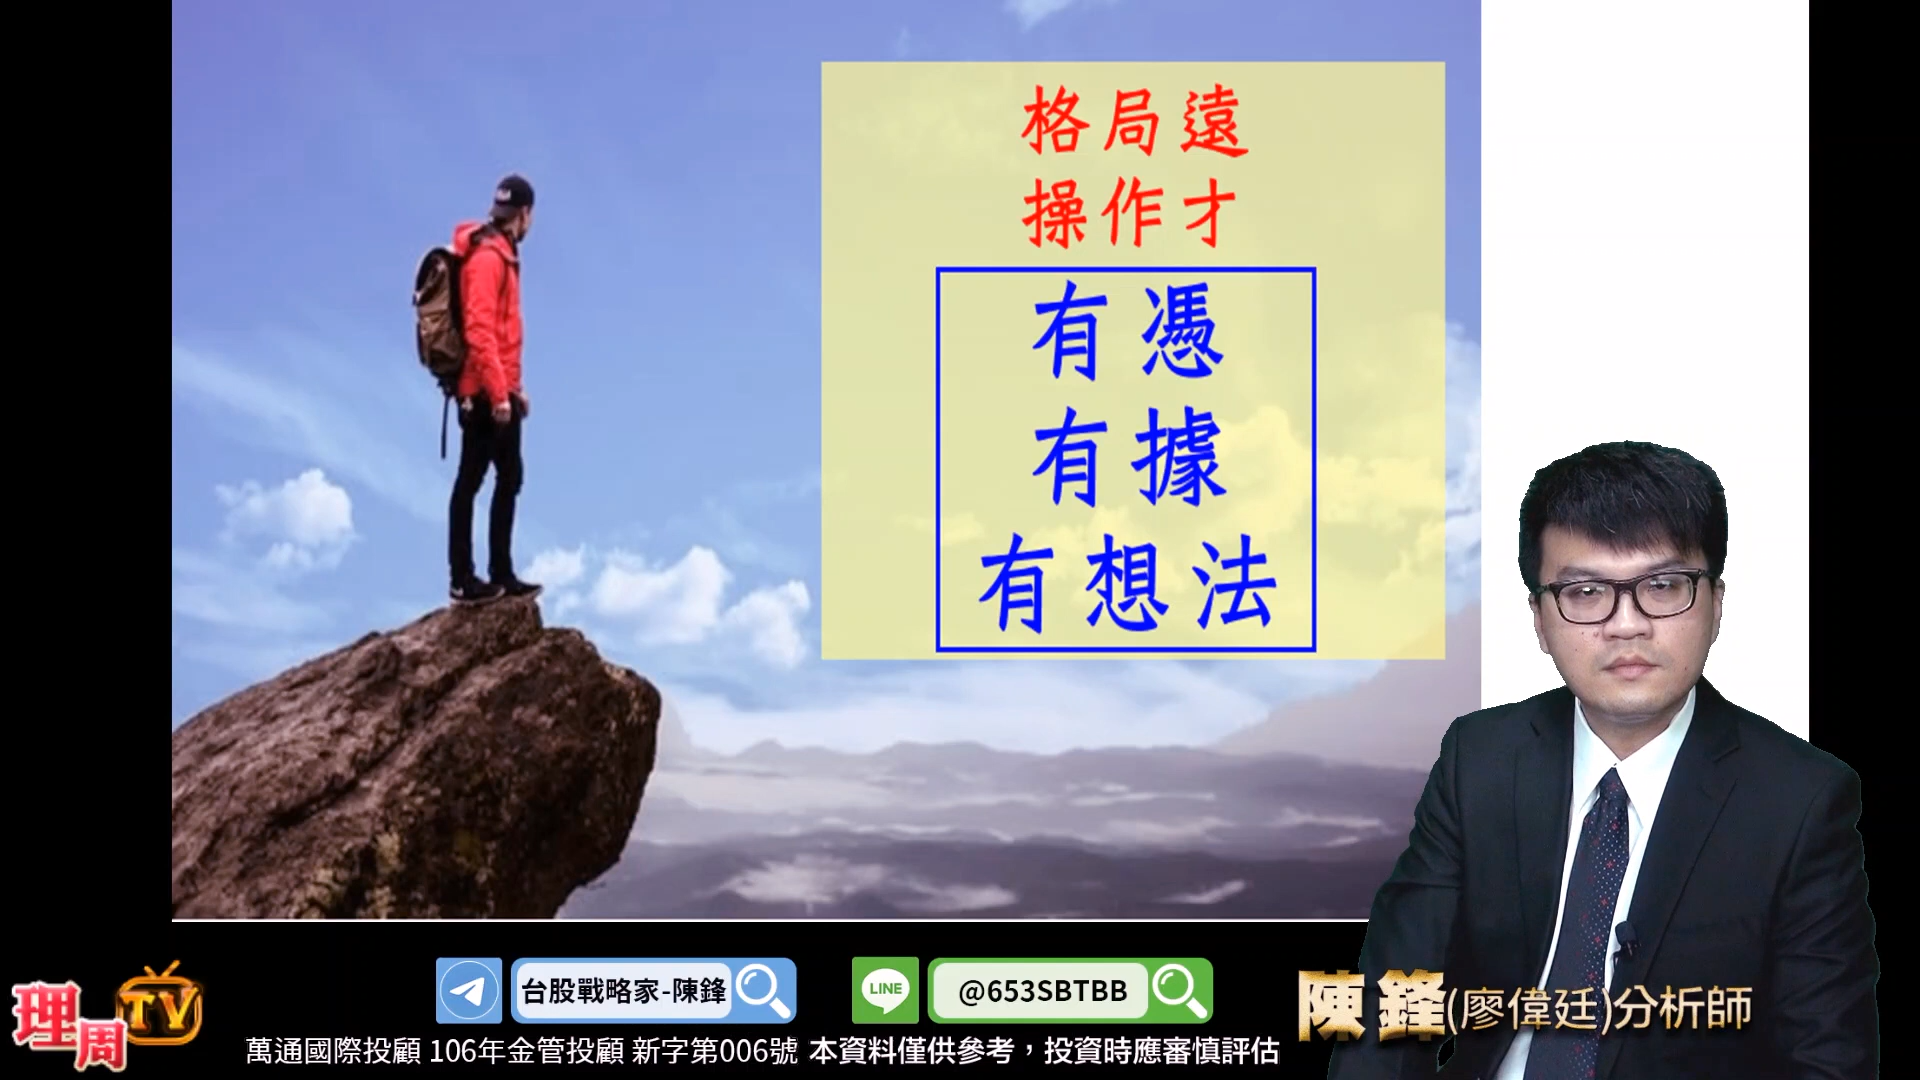 格局遠
操作才
有憑
有據
有想法
理周TV
台股戰略家-陳鋒
LINE
@653SBTBB
陳鋒(廖偉廷)分析師
萬通國際投顧 106年金管投顧 新字第006號 本資料僅供參考，投資時應審慎評估